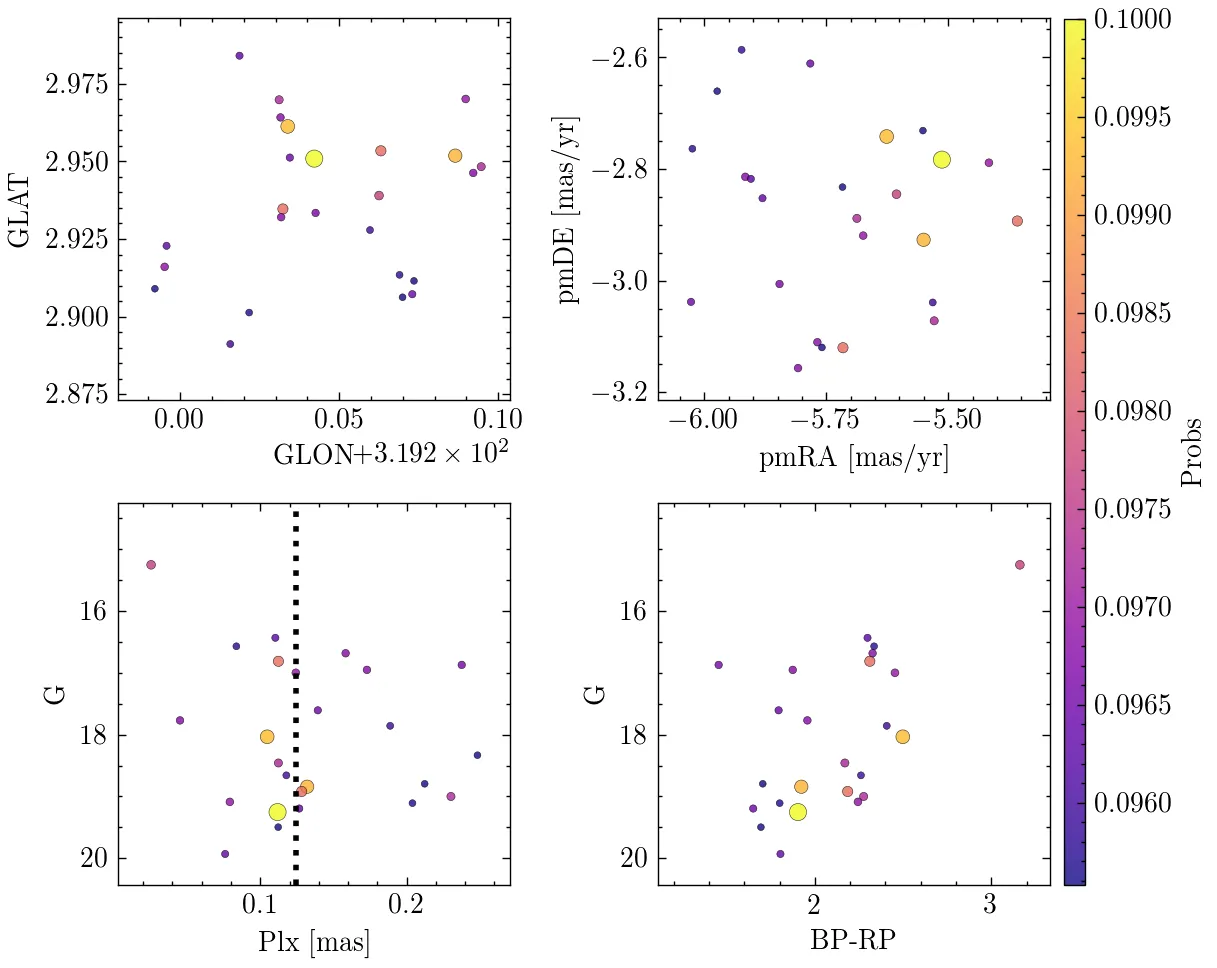 2.975
2.950
2.925
2.900
2.875
GLAT
0.00 0.05 0.10
GLON+3.192 × 10²
−2.6
−2.8
−3.0
−3.2
pmDE [mas/yr]
−6.00 −5.75 −5.50
pmRA [mas/yr]
16
18
20
G
0.1 0.2
Plx [mas]
16
18
20
G
2 3
BP-RP
0.1000
0.0995
0.0990
0.0985
0.0980
0.0975
0.0970
0.0965
0.0960
Probs